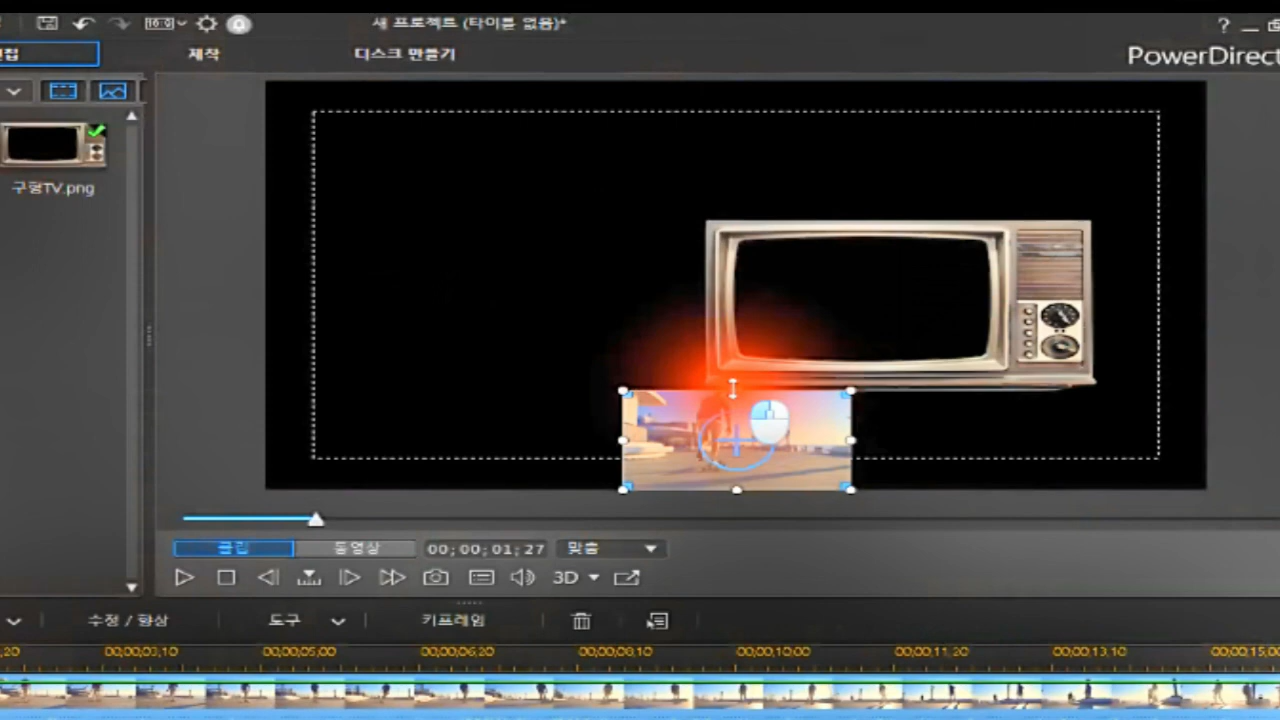 새 프로젝트 (타이틀 없음)*
?
제작
디스크 만들기
PowerDirect
구형TV.png
클립
동영상
00;00;01;27
맞춤
3D
수정 / 향상
도구
키프레임
00;00;03;10
00;00;05;00
00;00;06;20
00;00;08;10
00;00;10;00
00;00;11;20
00;00;13;10
00;00;15;00